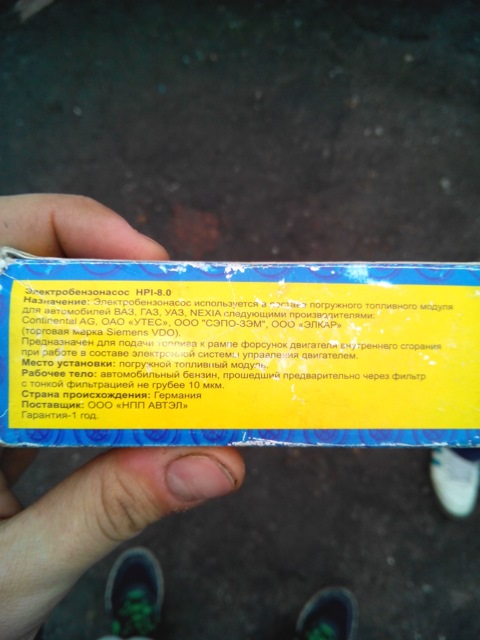 Электробензонасос HPI-8.0
Назначение: Электробензонасос используется в составе погружного топливного модуля
для автомобилей ВАЗ, ГАЗ, УАЗ, NEXIA следующими производителями:
Continental AG, ОАО «УТЕС», ООО "СЭПО-ЗЭМ", ООО «ЭЛКАР»
(торговая марка Siemens VDO).
Предназначен для подачи топлива к рампе форсунок двигателя внутреннего сгорания
при работе в составе электронной системы управления двигателем.
Место установки: погружной топливный модуль.
Рабочее тело: автомобильный бензин, прошедший предварительно через фильтр
с тонкой фильтрацией не грубее 10 мкм.
Страна происхождения: Германия
Поставщик: ООО «НПП АВТЭЛ»
Гарантия-1 год.